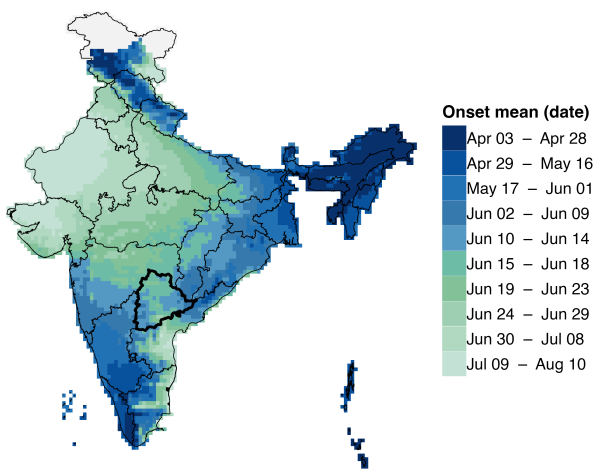 Onset mean (date)
Apr 03 – Apr 28
Apr 29 – May 16
May 17 – Jun 01
Jun 02 – Jun 09
Jun 10 – Jun 14
Jun 15 – Jun 18
Jun 19 – Jun 23
Jun 24 – Jun 29
Jun 30 – Jul 08
Jul 09 – Aug 10